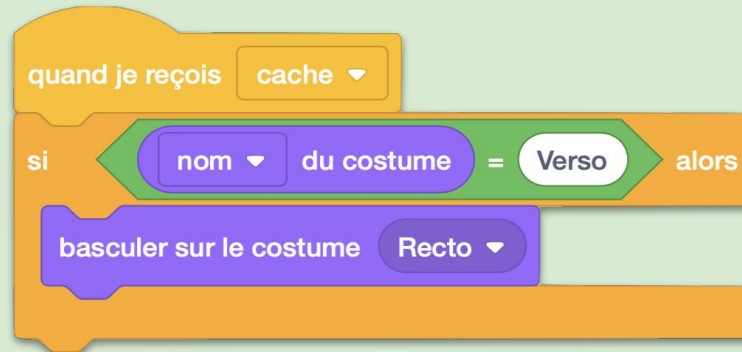 quand je reçois cache
si nom du costume = Verso alors
basculer sur le costume Recto